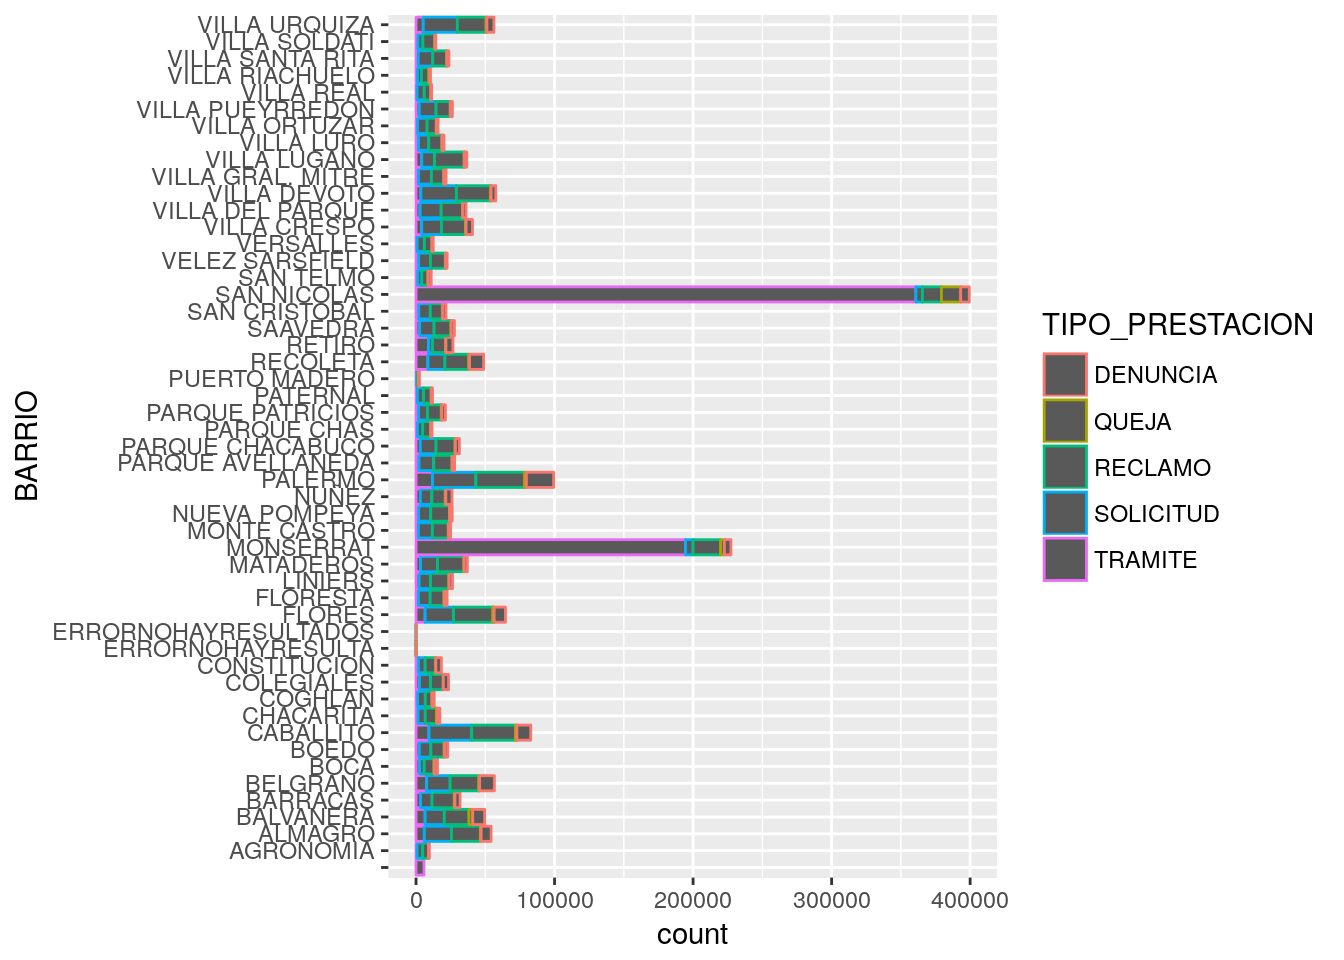 VILLA URQUIZA
VILLA SOLDATI
VILLA SANTA RITA
VILLA RIACHUELO
VILLA REAL
VILLA PUEYRREDON
VILLA ORTUZAR
VILLA LURO
VILLA LUGANO
VILLA GRAL. MITRE
VILLA DEVOTO
VILLA DEL PARQUE
VILLA CRESPO
VERSALLES
VELEZ SARSFIELD
SAN TELMO
SAN NICOLAS
SAN CRISTOBAL
SAAVEDRA
RETIRO
RECOLETA
PUERTO MADERO
PATERNAL
PARQUE PATRICIOS
PARQUE CHAS
PARQUE CHACABUCO
PARQUE AVELLANEDA
PALERMO
NUÑEZ
NUEVA POMPEYA
MONTE CASTRO
MONSERRAT
MATADEROS
LINIERS
FLORESTA
FLORES
ERRORNOHAYRESULTADOS
ERRORNOHAYRESULTA
CONSTITUCION
COLEGIALES
COGHLAN
CHACARITA
CABALLITO
BOEDO
BOCA
BELGRANO
BARRACAS
BALVANERA
ALMAGRO
AGRONOMIA
BARRIO
0 100000 200000 300000 400000
count
TIPO_PRESTACION
DENUNCIA
QUEJA
RECLAMO
SOLICITUD
TRAMITE